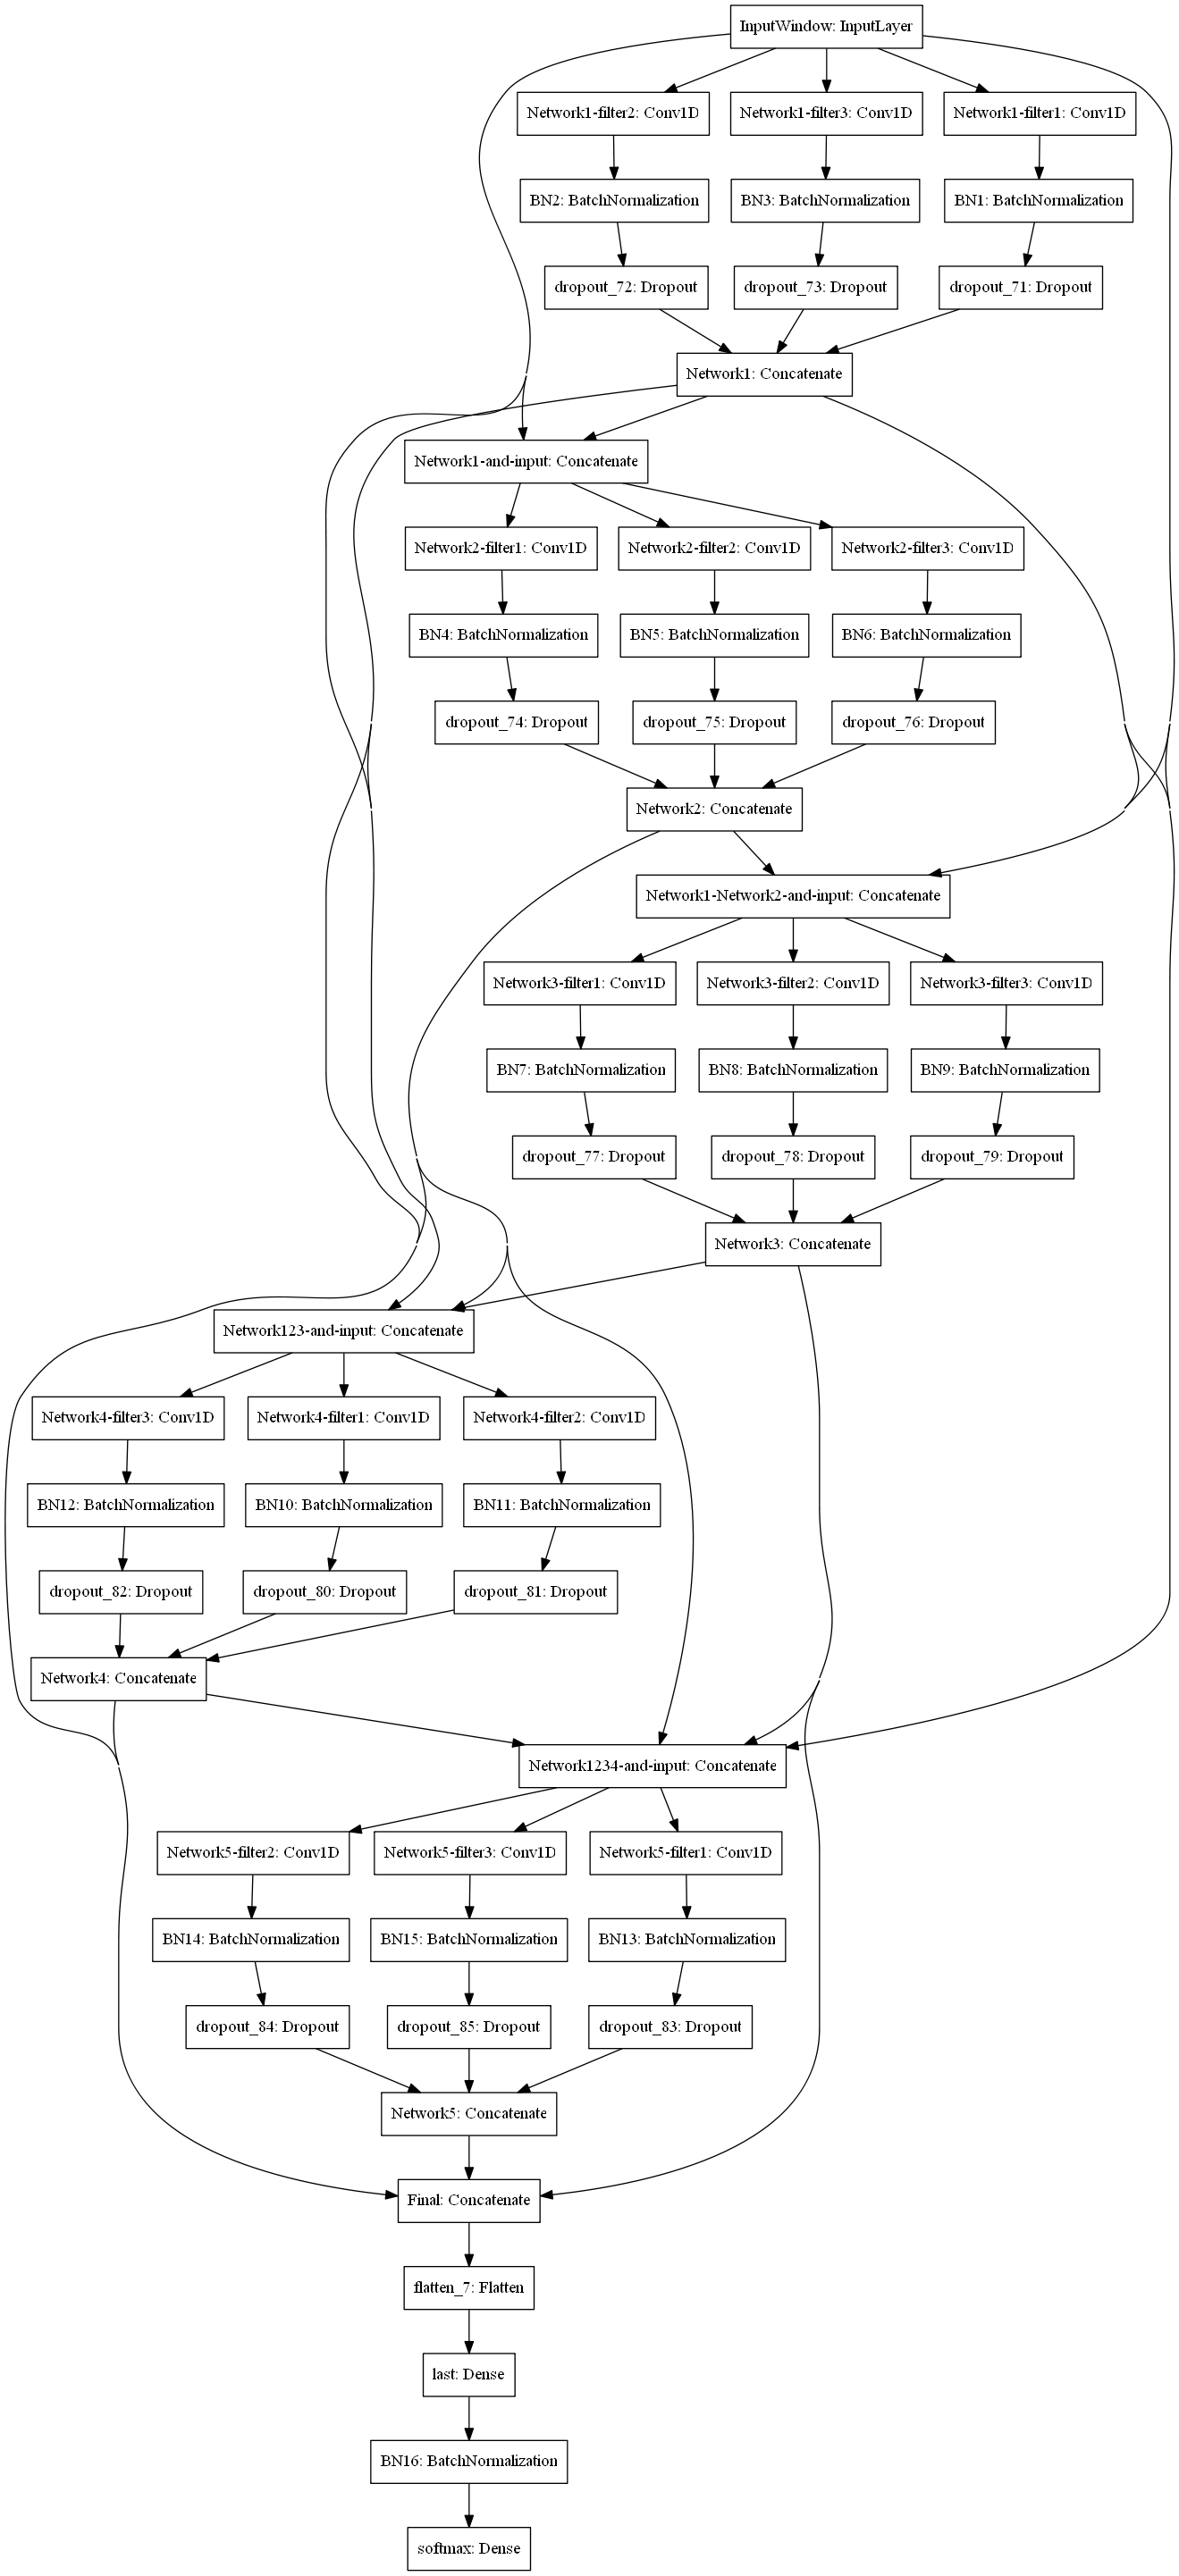 InputWindow: InputLayer
Network1-filter2: Conv1D
Network1-filter3: Conv1D
Network1-filter1: Conv1D
BN2: BatchNormalization
BN3: BatchNormalization
BN1: BatchNormalization
dropout_72: Dropout
dropout_73: Dropout
dropout_71: Dropout
Network1: Concatenate
Network1-and-input: Concatenate
Network2-filter1: Conv1D
Network2-filter2: Conv1D
Network2-filter3: Conv1D
BN4: BatchNormalization
BN5: BatchNormalization
BN6: BatchNormalization
dropout_74: Dropout
dropout_75: Dropout
dropout_76: Dropout
Network2: Concatenate
Network1-Network2-and-input: Concatenate
Network3-filter1: Conv1D
Network3-filter2: Conv1D
Network3-filter3: Conv1D
BN7: BatchNormalization
BN8: BatchNormalization
BN9: BatchNormalization
dropout_77: Dropout
dropout_78: Dropout
dropout_79: Dropout
Network3: Concatenate
Network123-and-input: Concatenate
Network4-filter3: Conv1D
Network4-filter1: Conv1D
Network4-filter2: Conv1D
BN12: BatchNormalization
BN10: BatchNormalization
BN11: BatchNormalization
dropout_82: Dropout
dropout_80: Dropout
dropout_81: Dropout
Network4: Concatenate
Network1234-and-input: Concatenate
Network5-filter2: Conv1D
Network5-filter3: Conv1D
Network5-filter1: Conv1D
BN14: BatchNormalization
BN15: BatchNormalization
BN13: BatchNormalization
dropout_84: Dropout
dropout_85: Dropout
dropout_83: Dropout
Network5: Concatenate
Final: Concatenate
flatten_7: Flatten
last: Dense
BN16: BatchNormalization
softmax: Dense